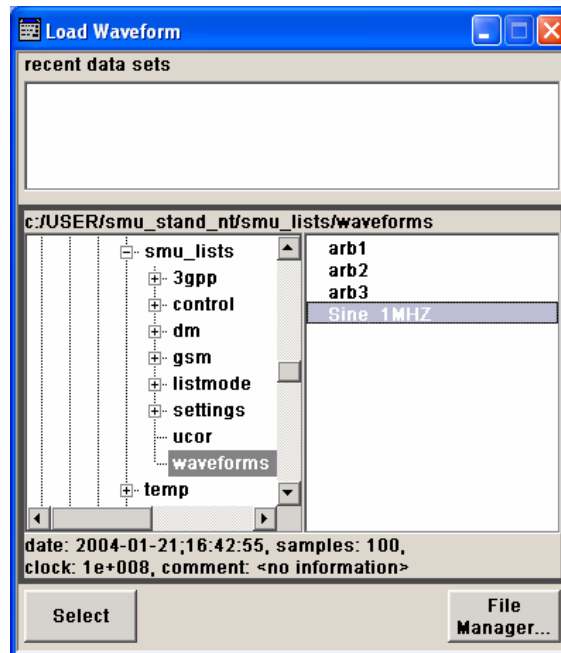 Load Waveform
recent data sets
c:/USER/smu_stand_nt/smu_lists/waveforms
smu_lists
3gpp
control
dm
gsm
listmode
settings
ucor
waveforms
temp
arb1
arb2
arb3
Sine_1MHZ
date: 2004-01-21;16:42:55, samples: 100,
clock: 1e+008, comment: <no information>
Select
File
Manager...